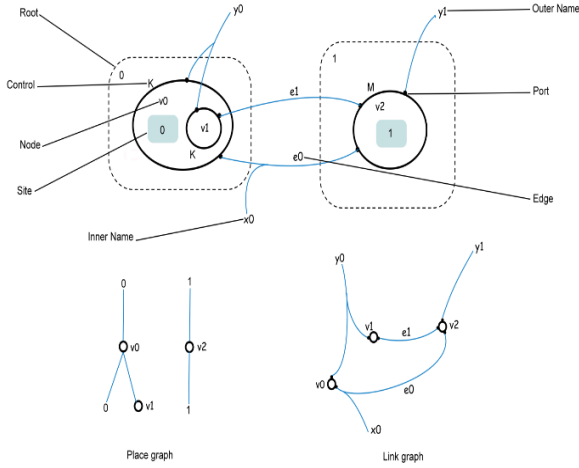 Root
y0
y1
Outer Name
0
1
Control
K
M
e1
Port
v0
v2
Node
0
v1
1
K
e0
Site
Edge
x0
Inner Name
y0
y1
0
1
v1
e1
v2
v0
v2
v0
e0
0
v1
1
x0
Place graph
Link graph